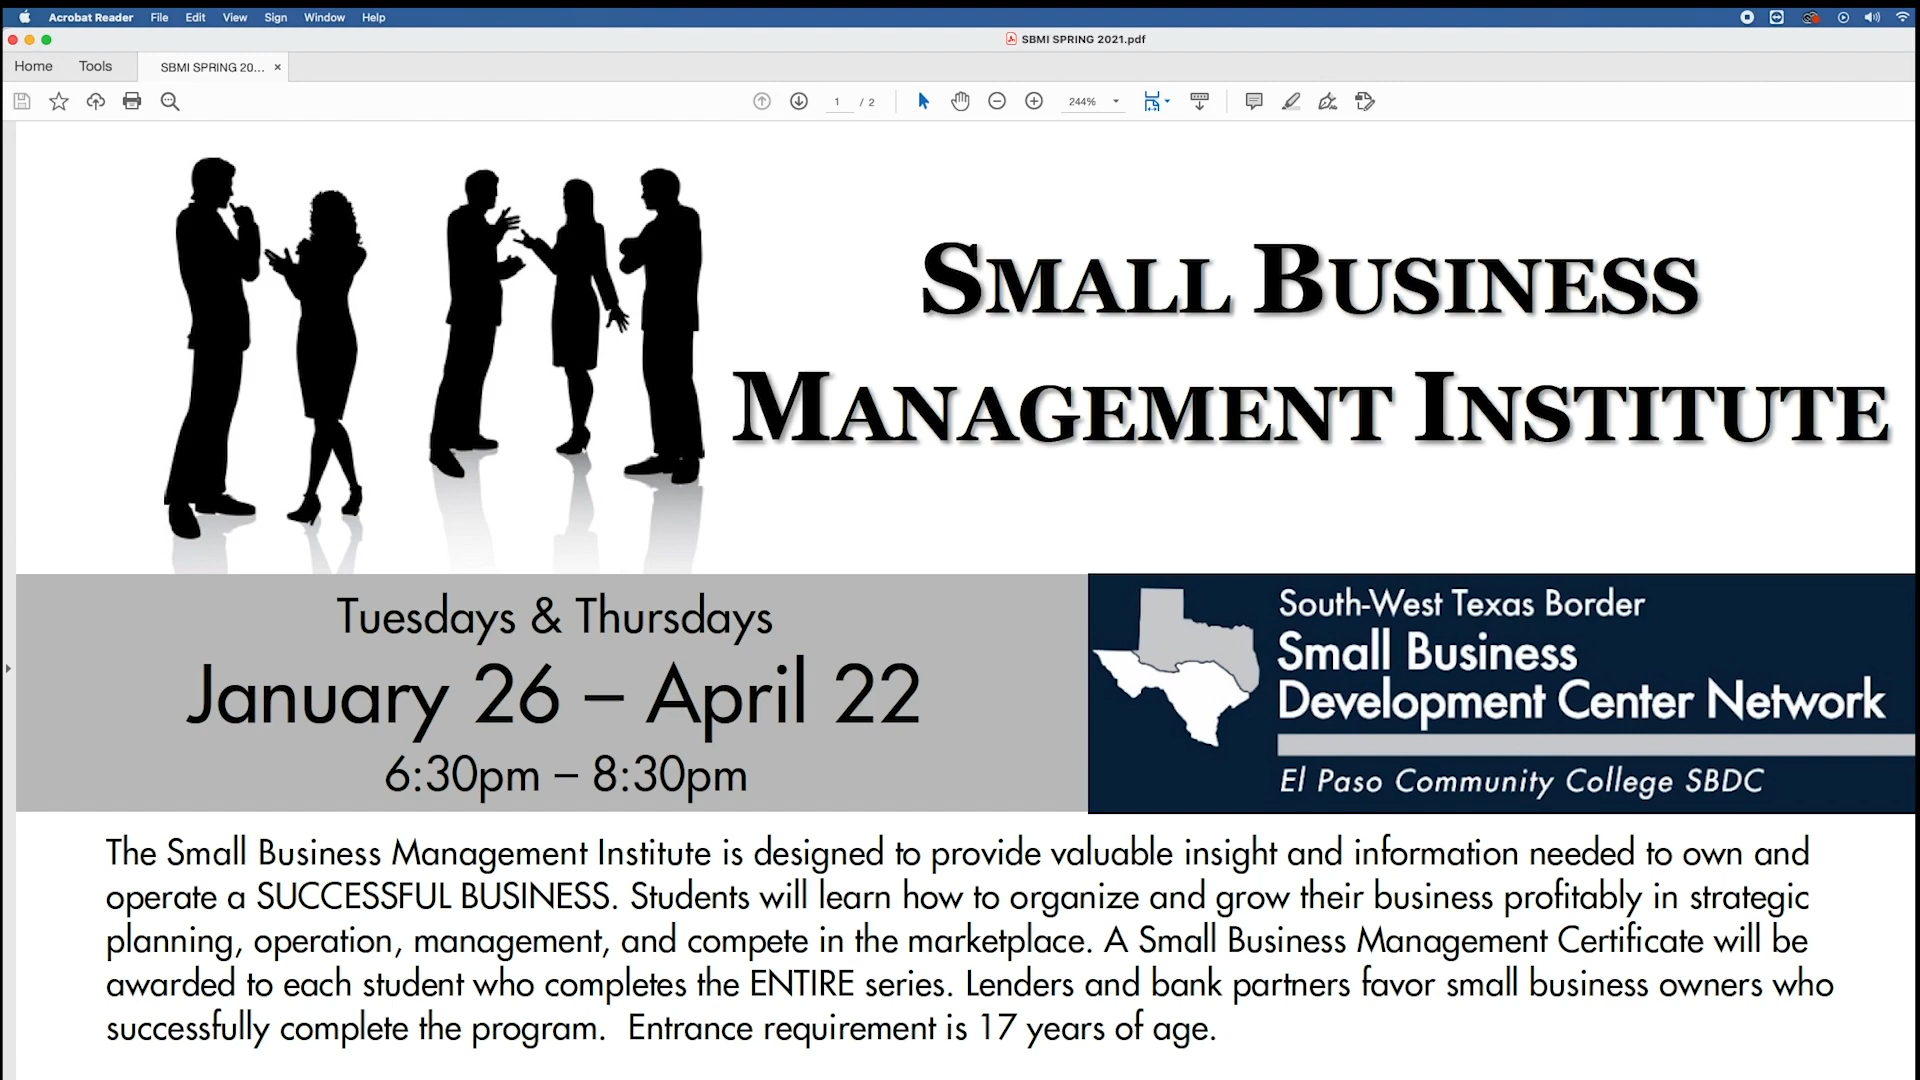 Acrobat Reader File Edit View Sign Window Help
SBMI SPRING 2021.pdf
Home Tools SBMI SPRING 20... ×
1 / 2 244%
SMALL BUSINESS
MANAGEMENT INSTITUTE
Tuesdays & Thursdays
January 26 – April 22
6:30pm – 8:30pm
South-West Texas Border
Small Business
Development Center Network
El Paso Community College SBDC
The Small Business Management Institute is designed to provide valuable insight and information needed to own and
operate a SUCCESSFUL BUSINESS. Students will learn how to organize and grow their business profitably in strategic
planning, operation, management, and compete in the marketplace. A Small Business Management Certificate will be
awarded to each student who completes the ENTIRE series. Lenders and bank partners favor small business owners who
successfully complete the program. Entrance requirement is 17 years of age.